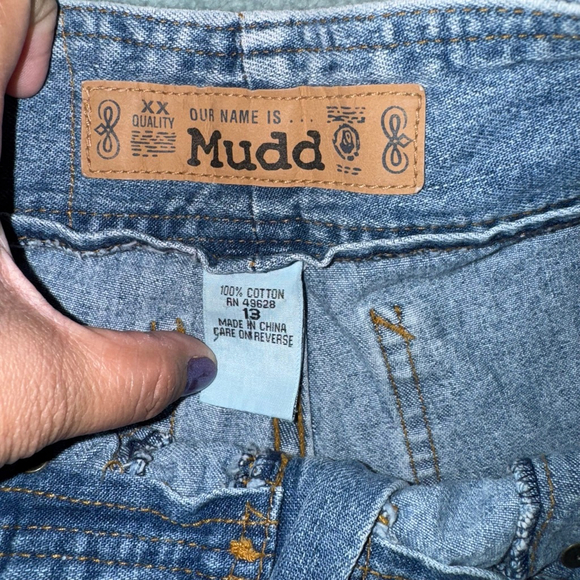 XX
QUALITY
OUR NAME IS . . .
Mudd
100% COTTON
RN 49628
13
MADE IN CHINA
CARE ON REVERSE